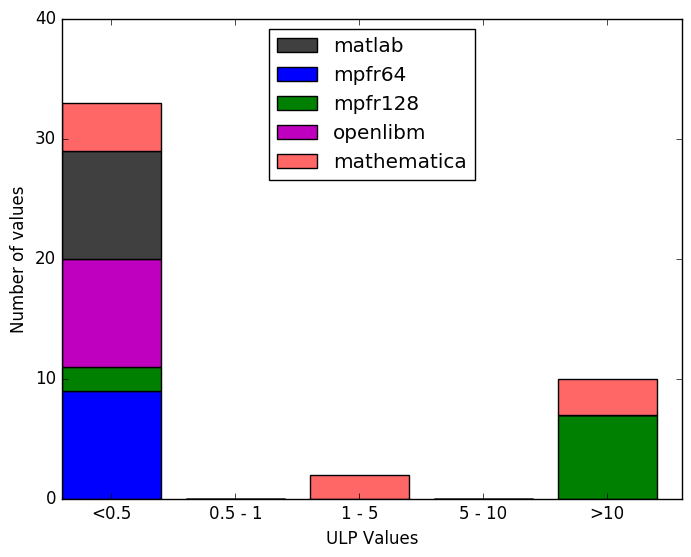 40
30
20
10
0
Number of values
matlab
mpfr64
mpfr128
openlibm
mathematica
<0.5 0.5 - 1 1 - 5 5 - 10 >10
ULP Values